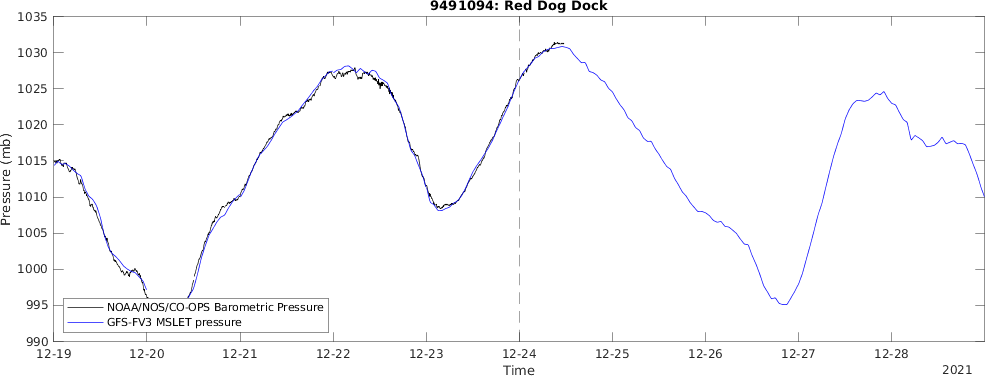 9491094: Red Dog Dock
Pressure (mb)
1035
1030
1025
1020
1015
1010
1005
1000
995
990
NOAA/NOS/CO-OPS Barometric Pressure
GFS-FV3 MSLET pressure
12-19 12-20 12-21 12-22 12-23 12-24 12-25 12-26 12-27 12-28
Time
2021